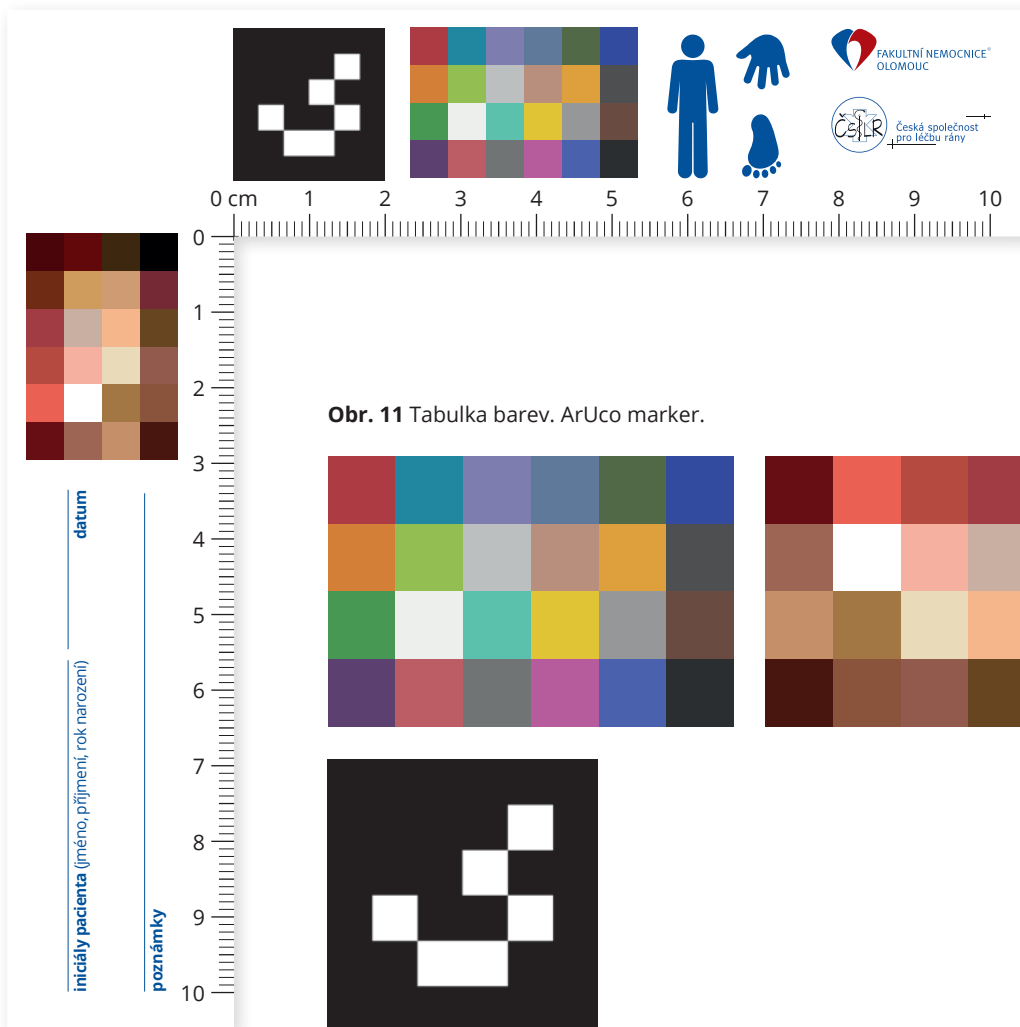 FAKULTNÍ NEMOCNICE®
OLOMOUC
ČSLR
Česká společnost
pro léčbu rány
0 cm 1 2 3 4 5 6 7 8 9 10
0
1
2
3
4
5
6
7
8
9
10
datum
iniciály pacienta (jméno, příjmení, rok narození)
poznámky
Obr. 11 Tabulka barev. ArUco marker.